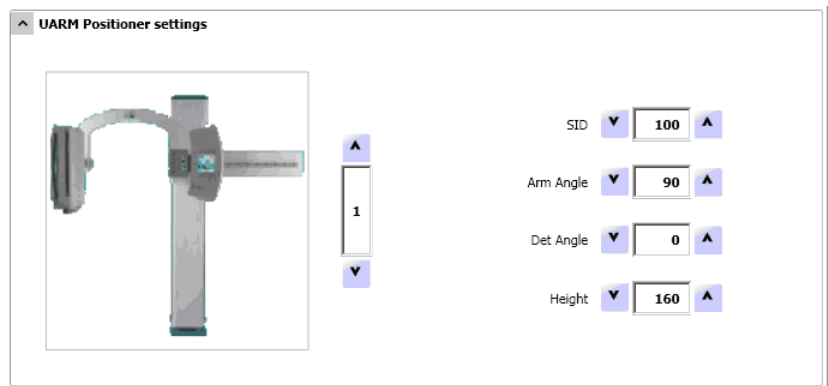 UARM Positioner settings
SID 100
Arm Angle 90
1
Det Angle 0
Height 160